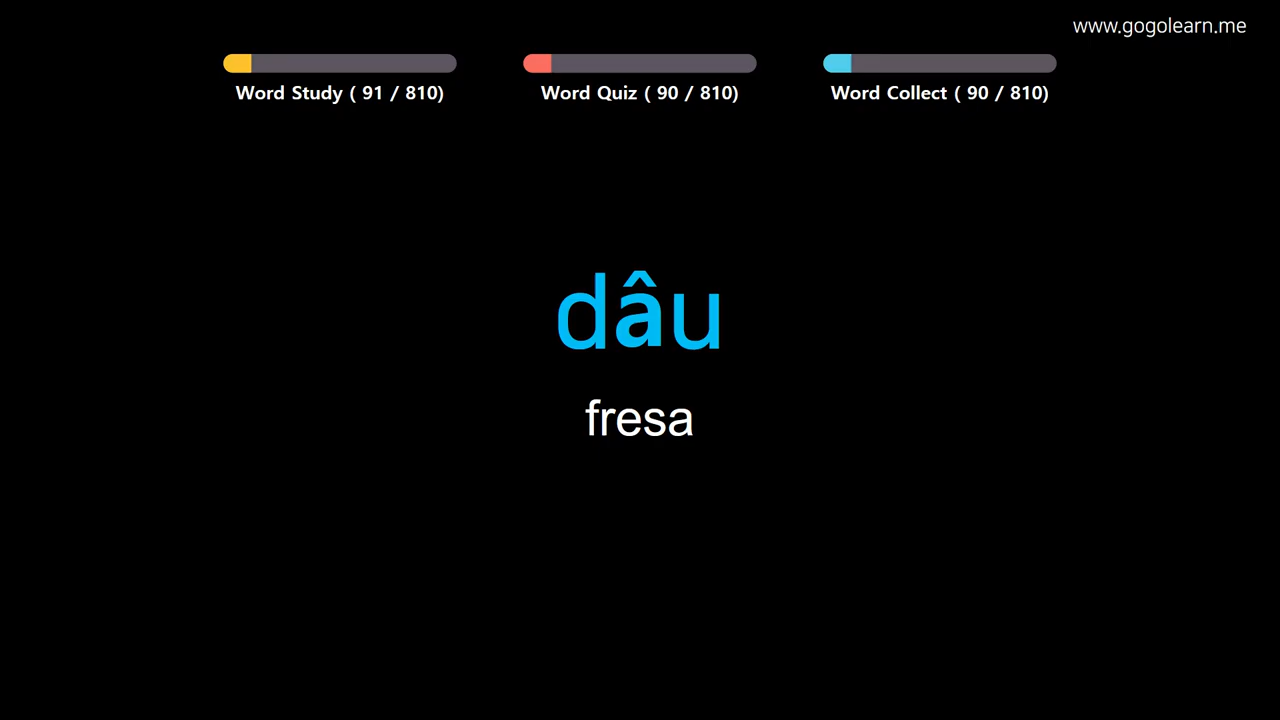 www.gogolearn.me
Word Study ( 91 / 810)
Word Quiz ( 90 / 810)
Word Collect ( 90 / 810)
dâu
fresa